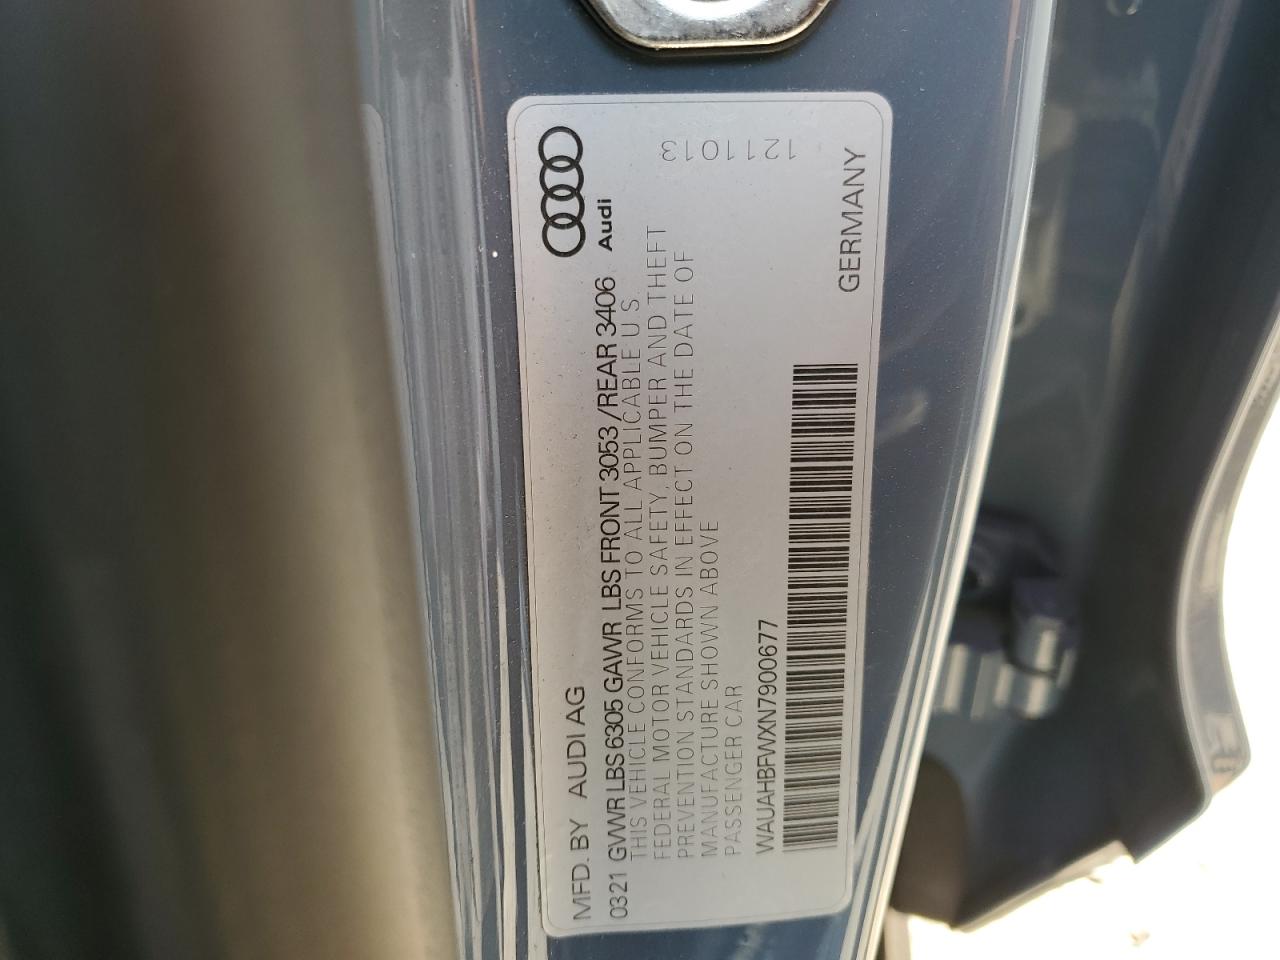 MFD. BY AUDI AG
0321 GVWR LBS 6305 GAWR LBS FRONT 3053 / REAR 3406
THIS VEHICLE CONFORMS TO ALL APPLICABLE U S
FEDERAL MOTOR VEHICLE SAFETY, BUMPER AND THEFT
PREVENTION STANDARDS IN EFFECT ON THE DATE OF
MANUFACTURE SHOWN ABOVE
PASSENGER CAR
WAUAHBFWXN7900677
Audi
1211013
GERMANY